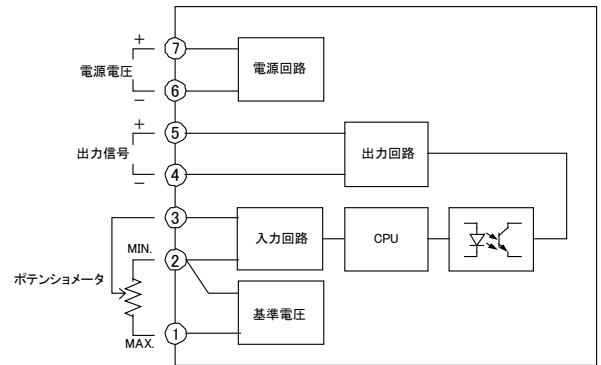 +
電源電圧
−
⑦
電源回路
⑥
+
出力信号
−
⑤
出力回路
④
③
入力回路
CPU
MIN.
②
ポテンショメータ
基準電圧
①
MAX.